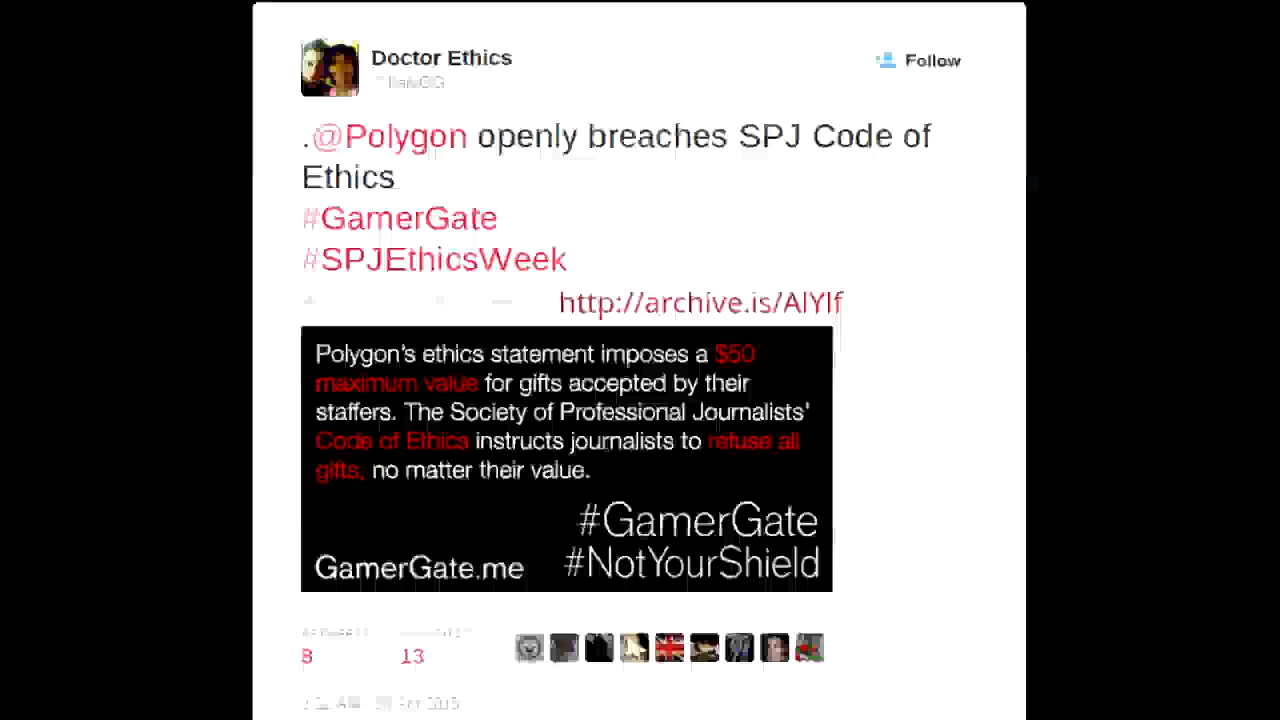 Doctor Ethics
Follow
.@Polygon openly breaches SPJ Code of
Ethics
#GamerGate
#SPJEthicsWeek
http://archive.is/AlYlf
Polygon's ethics statement imposes a $50
maximum value for gifts accepted by their
staffers. The Society of Professional Journalists'
Code of Ethics instructs journalists to refuse all
gifts, no matter their value.
#GamerGate
GamerGate.me #NotYourShield
8 13